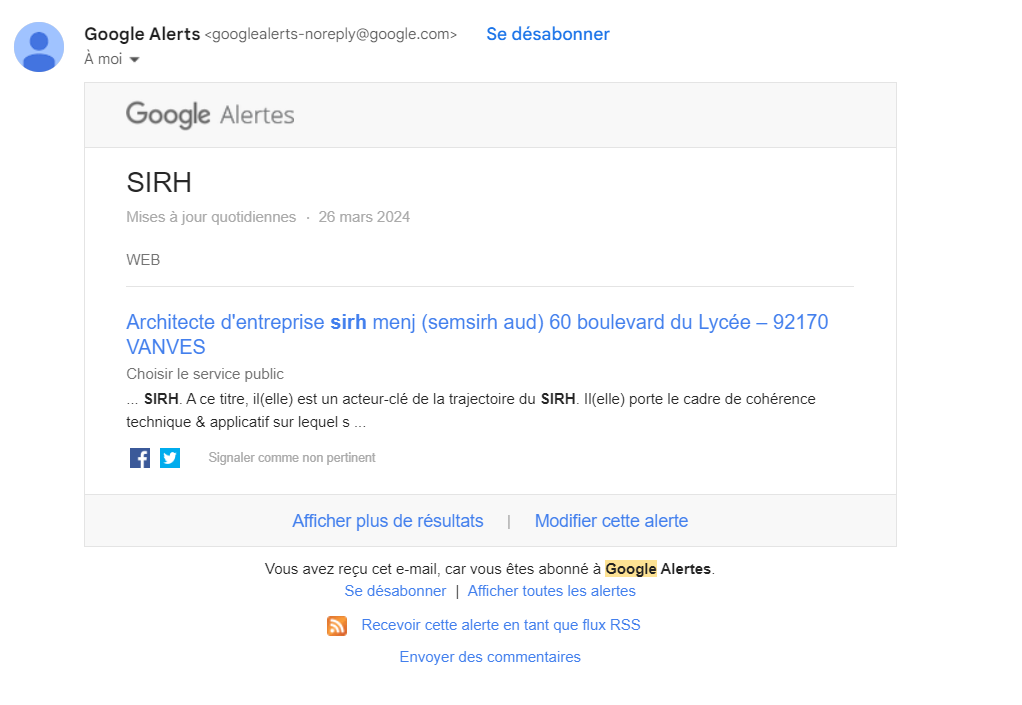 Google Alerts <googlealerts-noreply@google.com> Se désabonner
À moi
Google Alertes
SIRH
Mises à jour quotidiennes · 26 mars 2024
WEB
Architecte d'entreprise sirh menj (semsirh aud) 60 boulevard du Lycée – 92170
VANVES
Choisir le service public
... SIRH. A ce titre, il(elle) est un acteur-clé de la trajectoire du SIRH. Il(elle) porte le cadre de cohérence
technique & applicatif sur lequel s ...
Signaler comme non pertinent
Afficher plus de résultats | Modifier cette alerte
Vous avez reçu cet e-mail, car vous êtes abonné à Google Alertes.
Se désabonner | Afficher toutes les alertes
Recevoir cette alerte en tant que flux RSS
Envoyer des commentaires